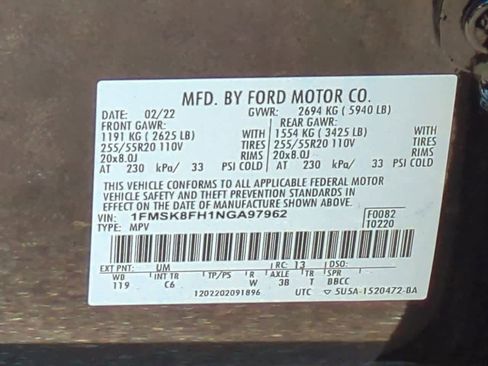 MFD. BY FORD MOTOR CO.
DATE: 02/22 GVWR: 2694 KG ( 5940 LB)
FRONT GAWR: REAR GAWR:
1191 KG ( 2625 LB) WITH 1554 KG ( 3425 LB) WITH
255/55R20 110V TIRES 255/55R20 110V TIRES
20x8.0J RIMS 20x8.0J RIMS
AT 230 kPa/ 33 PSI COLD AT 230 kPa/ 33 PSI COLD
THIS VEHICLE CONFORMS TO ALL APPLICABLE FEDERAL MOTOR
VEHICLE SAFETY AND THEFT PREVENTION STANDARDS
IN EFFECT ON THE DATE OF MANUFACTURE SHOWN ABOVE.
VIN: 1FMSK8FH1NGA97962 F0082
TYPE: MPV T0220
EXT PNT: UM RC: 13 DSO:
WB INT TR TP/PS R AXLE TR SPR
119 C6 W 3B T BBCC
1202202091896 UTC ▽ 5U5A-1520472-BA